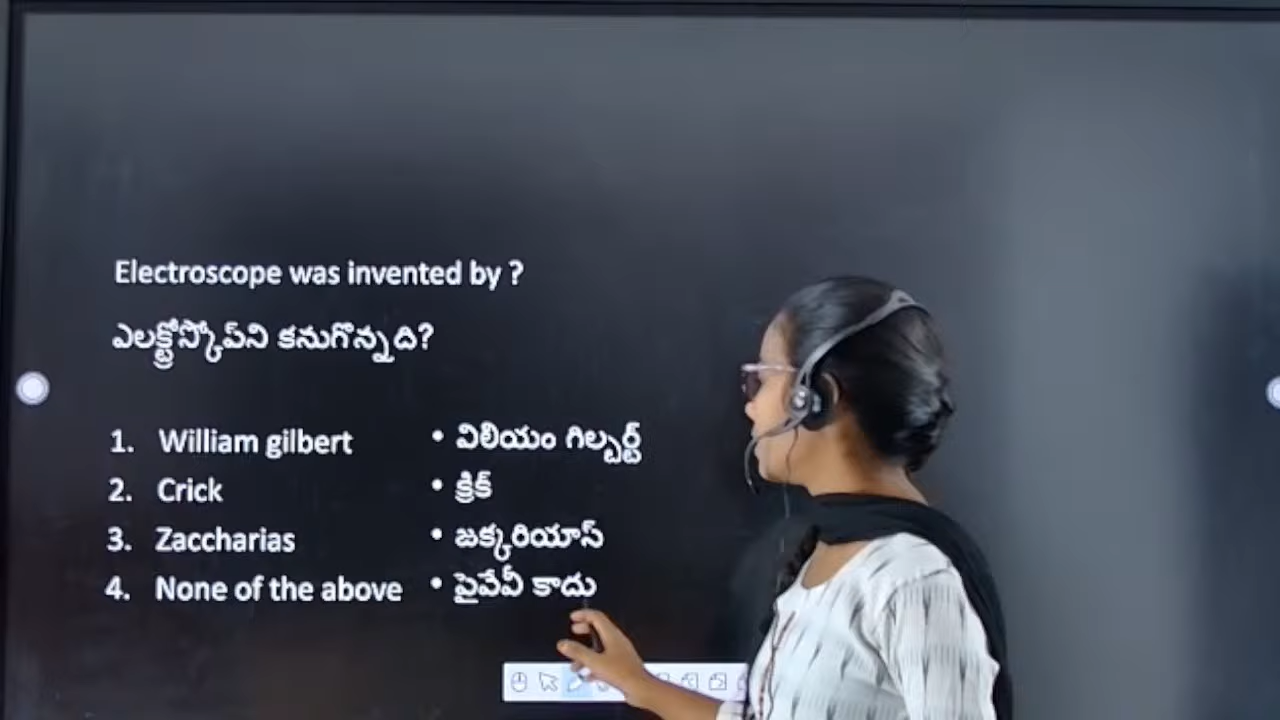 Electroscope was invented by ?
ఎలక్ట్రోస్కోప్‌ని కనుగొన్నది?
1. William gilbert • విలియం గిల్బర్ట్
2. Crick • క్రిక్
3. Zaccharias • జక్కరియాస్
4. None of the above • పైవేవీ కాదు